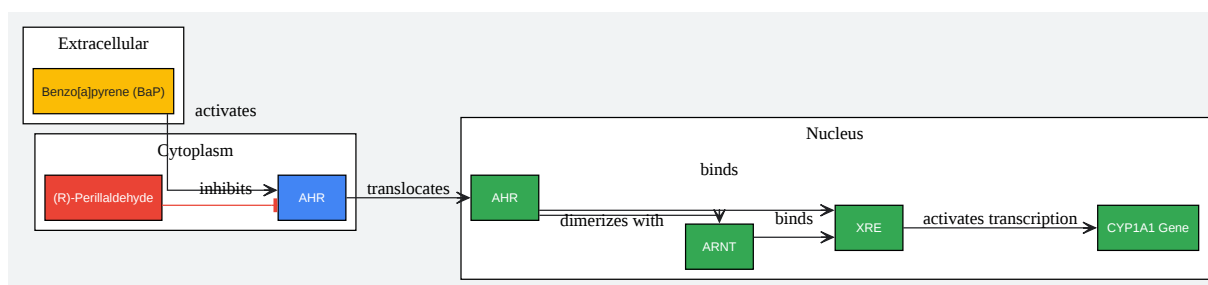 Extracellular
Benzo[a]pyrene (BaP)
activates
Cytoplasm
(R)-Perillaldehyde
inhibits
AHR
translocates
Nucleus
AHR
dimerizes with
binds
ARNT
binds
XRE
activates transcription
CYP1A1 Gene